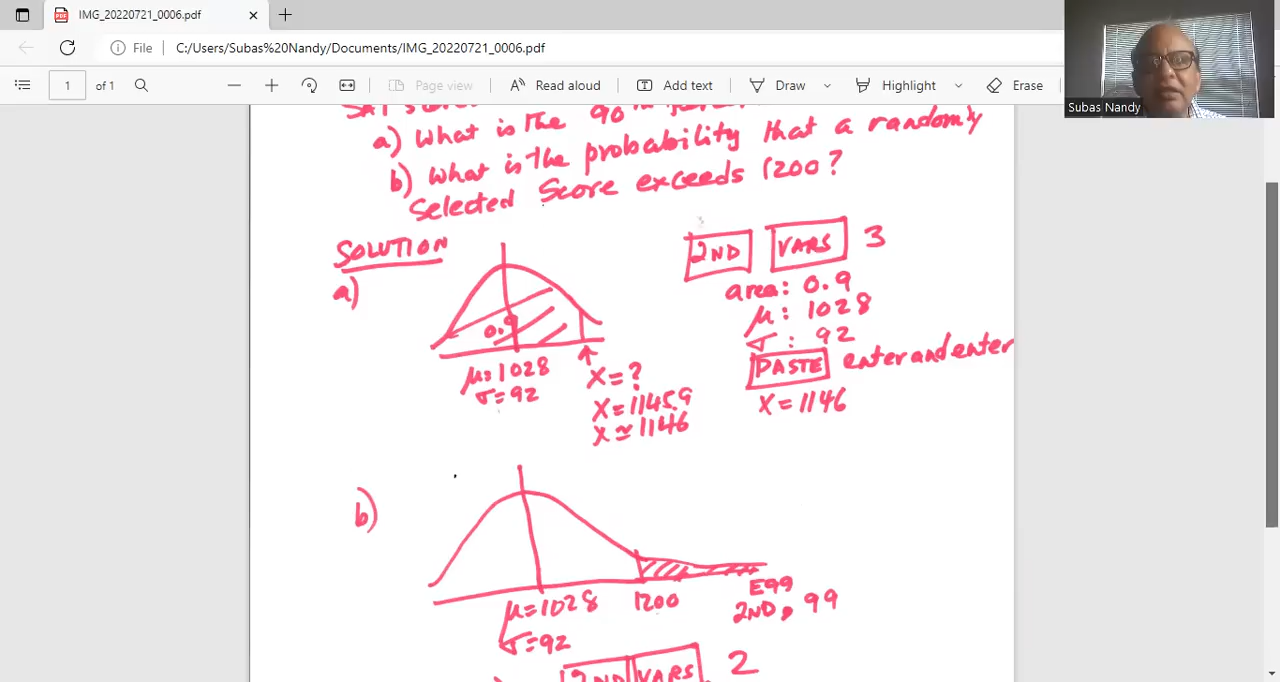 IMG_20220721_0006.pdf
File C:/Users/Subas%20Nandy/Documents/IMG_20220721_0006.pdf
1 of 1 Page view Read aloud Add text Draw Highlight Erase
Subas Nandy
a) What is the 90
b) What is the probability that a randomly
Selected Score exceeds 1200?
SOLUTION
a)
0.9
μ=1028
σ=92
X=?
X=1145.9
X≃1146
2ND VARS 3
area: 0.9
μ: 1028
σ: 92
PASTE enter and enter
X=1146
b)
μ=1028
σ=92
1200
E99
2ND, 99
2ND VARS 2